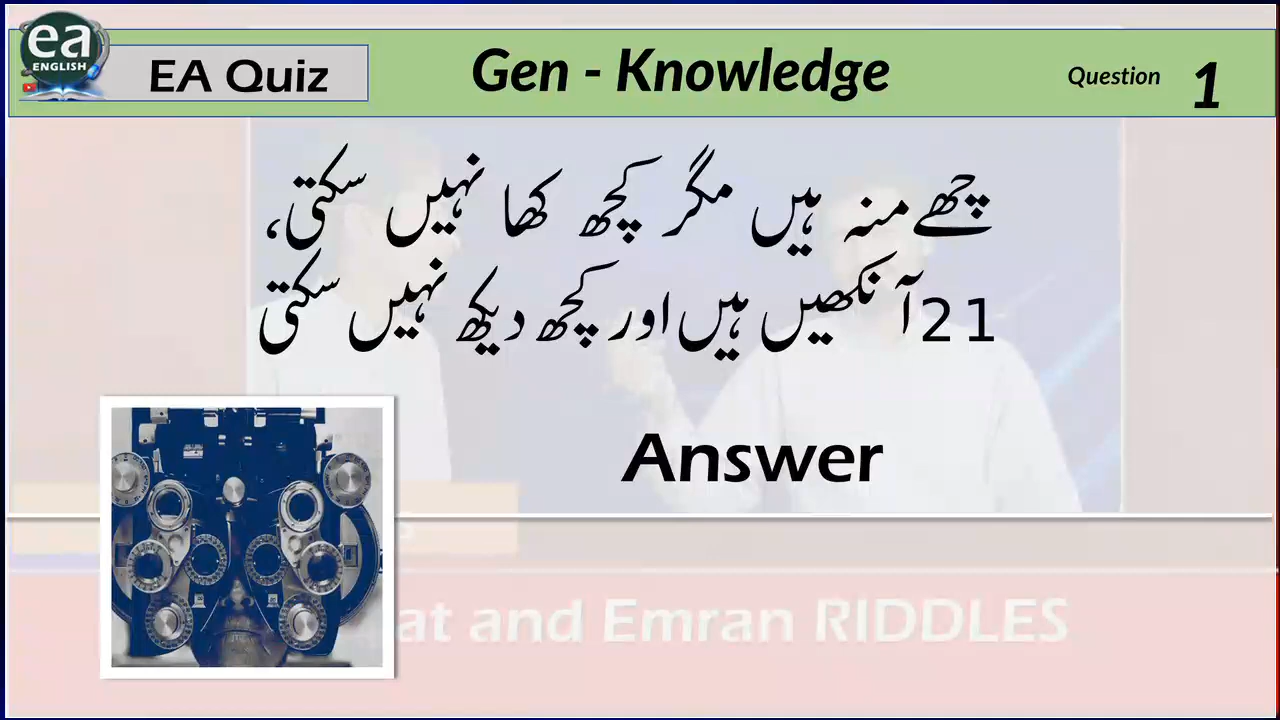 ea
ENGLISH
EA Quiz
Gen - Knowledge
Question 1
چھے منہ ہیں مگر کچھ کھا نہیں سکتی،
21 آنکھیں ہیں اور کچھ دیکھ نہیں سکتی
Answer
at and Emran RIDDLES